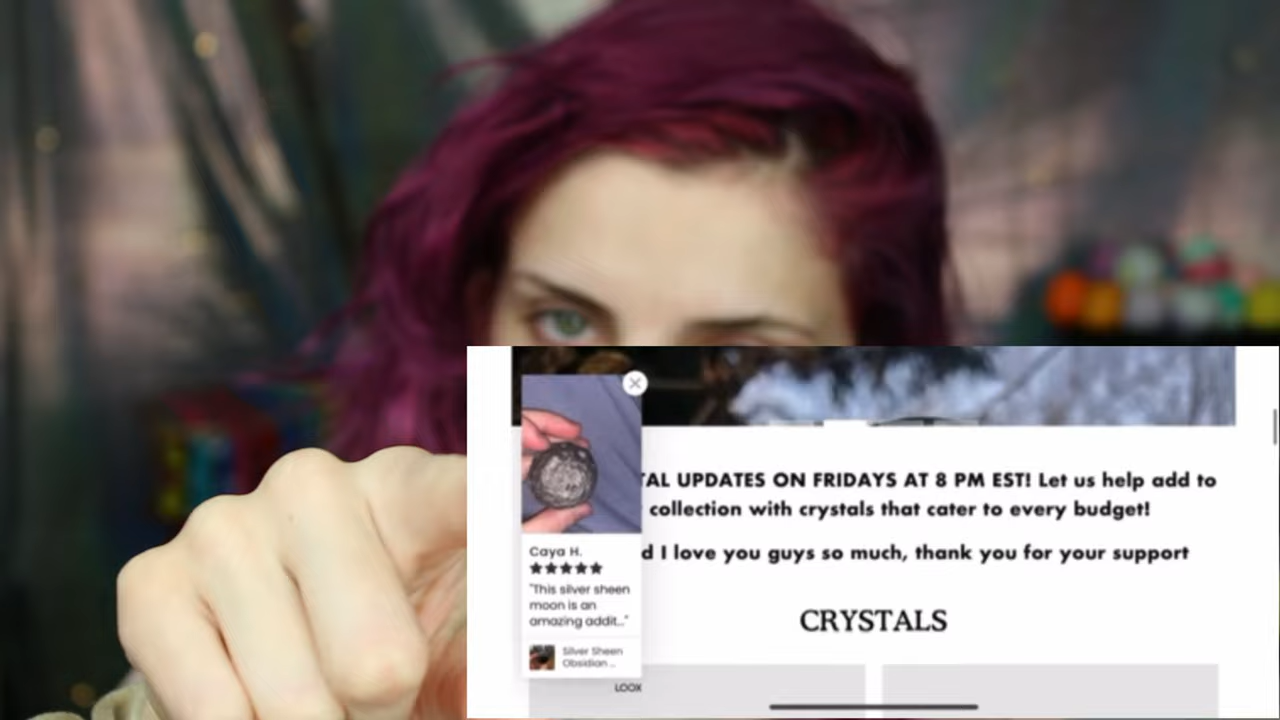 TAL UPDATES ON FRIDAYS AT 8 PM EST! Let us help add to
collection with crystals that cater to every budget!
d I love you guys so much, thank you for your support
CRYSTALS
Caya H.
"This silver sheen
moon is an
amazing addit..."
Silver Sheen
Obsidian ...
LOOX